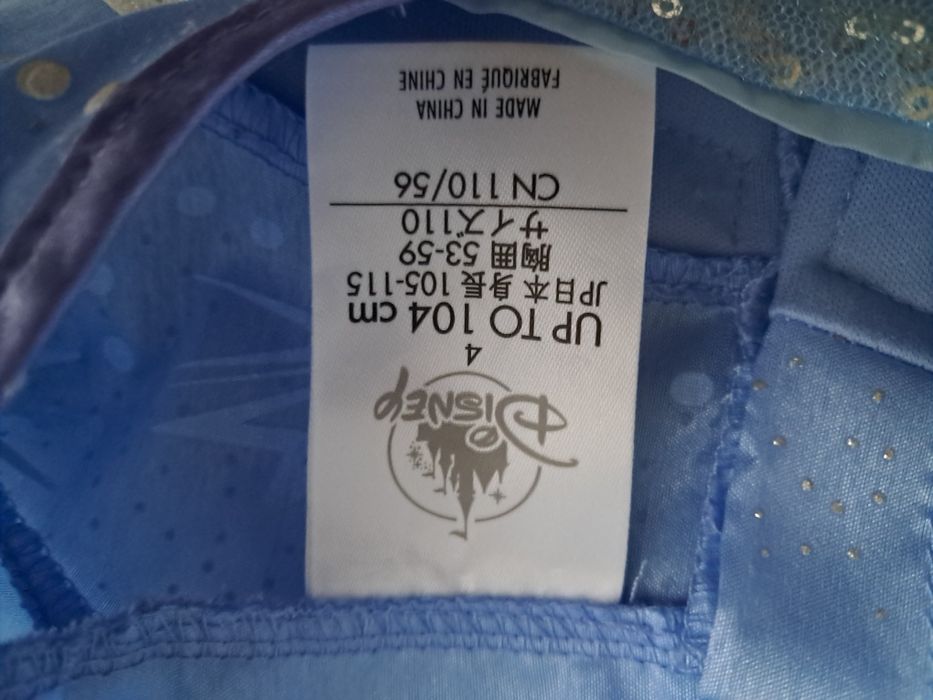 Disney
4
UP TO 104 cm
JP日本 身長 105-115
胸囲 53-59
サイズ110
CN 110/56
MADE IN CHINA
FABRIQUÉ EN CHINE